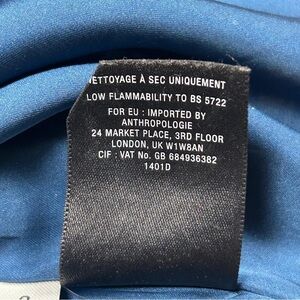 NETTOYAGE À SEC UNIQUEMENT
LOW FLAMMABILITY TO BS 5722
FOR EU : IMPORTED BY
ANTHROPOLOGIE
24 MARKET PLACE, 3RD FLOOR
LONDON, UK W1W8AN
CIF : VAT No. GB 684936382
1401D